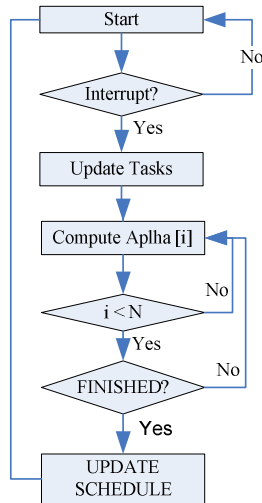 Start
No
Interrupt?
Yes
Update Tasks
Compute Aplha [i]
No
i < N
Yes
No
FINISHED?
Yes
UPDATE
SCHEDULE